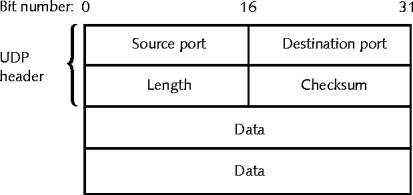 Bit number: 0 16 31
Source port Destination port
UDP
header
Length Checksum
Data
Data